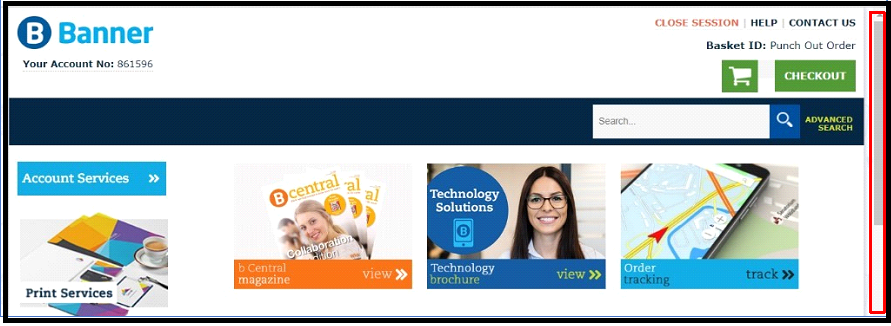 B Banner
CLOSE SESSION | HELP | CONTACT US
Basket ID: Punch Out Order
Your Account No: 861596
CHECKOUT
Search...
ADVANCED
SEARCH
Account Services »
Print Services
B central
Collaboration
b Central
magazine
view »
Technology
Solutions
Technology
brochure
view »
Order
tracking
track »